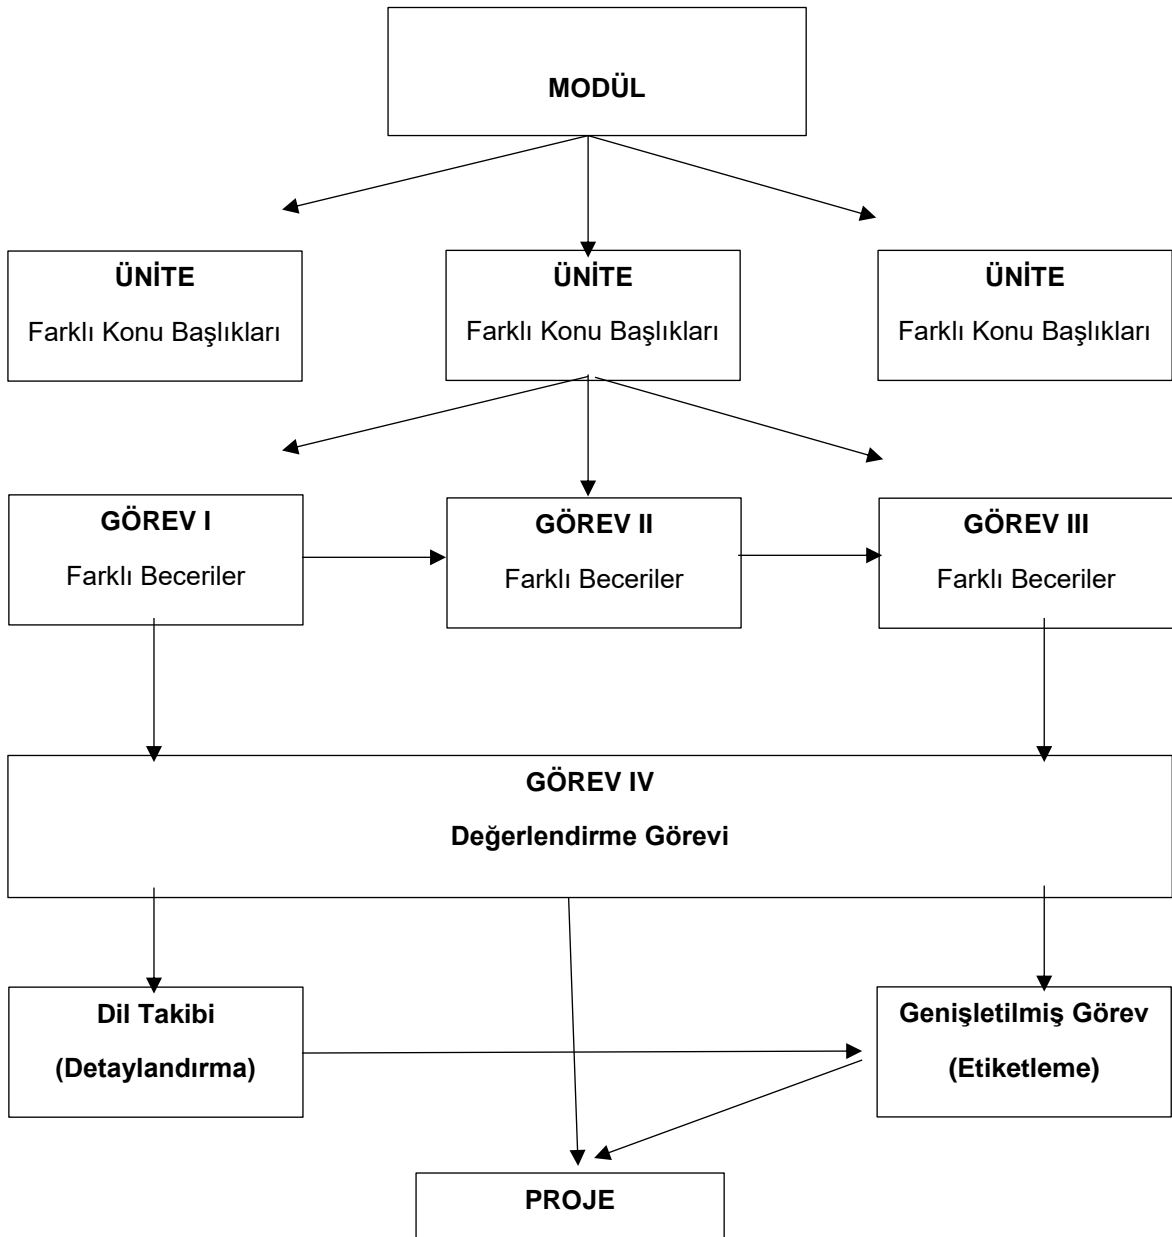 MODÜL
ÜNİTE
Farklı Konu Başlıkları
ÜNİTE
Farklı Konu Başlıkları
ÜNİTE
Farklı Konu Başlıkları
GÖREV I
Farklı Beceriler
GÖREV II
Farklı Beceriler
GÖREV III
Farklı Beceriler
GÖREV IV
Değerlendirme Görevi
Dil Takibi
(Detaylandırma)
Genişletilmiş Görev
(Etiketleme)
PROJE